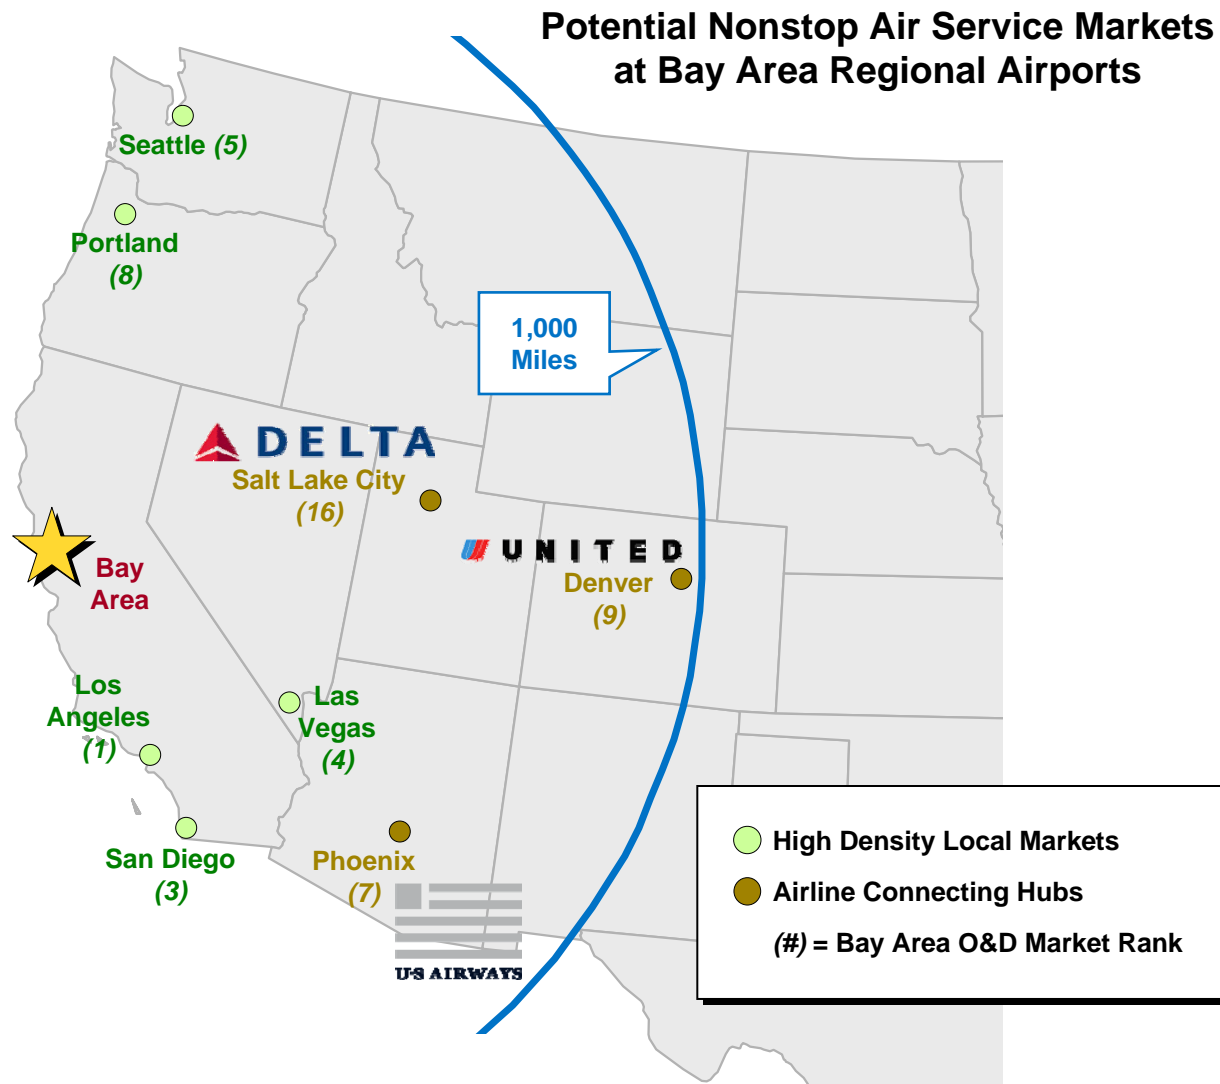 Potential Nonstop Air Service Markets
at Bay Area Regional Airports
Seattle (5)
Portland
(8)
1,000
Miles
DELTA
Salt Lake City
(16)
UNITED
Denver
(9)
Bay
Area
Los
Angeles
(1)
Las
Vegas
(4)
San Diego
(3)
Phoenix
(7)
U·S AIRWAYS
High Density Local Markets
Airline Connecting Hubs
(#) = Bay Area O&D Market Rank